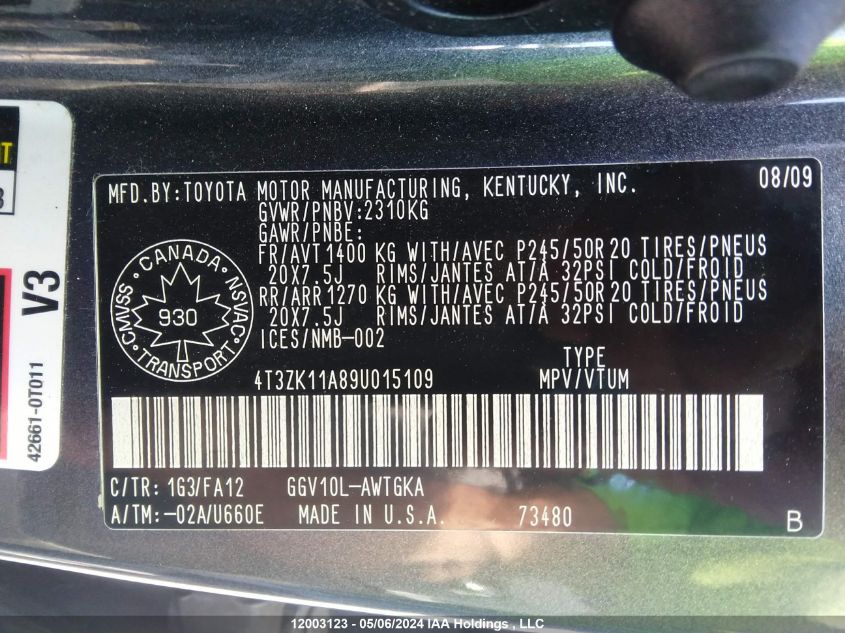 MFD.BY:TOYOTA MOTOR MANUFACTURING, KENTUCKY, INC. 08/09
GVWR/PNBV:2310KG
GAWR/PNBE:
FR/AVT1400 KG WITH/AVEC P245/50R20 TIRES/PNEUS
20X7.5J RIMS/JANTES AT/À 32PSI COLD/FROID
RR/ARR1270 KG WITH/AVEC P245/50R20 TIRES/PNEUS
20X7.5J RIMS/JANTES AT/À 32PSI COLD/FROID
ICES/NMB-002
CANADA
CMVSS NSVAC
930
TRANSPORT
TYPE
4T3ZK11A89U015109 MPV/VTUM
C/TR: 1G3/FA12 GGV10L-AWTGKA
A/TM:-02A/U660E MADE IN U.S.A. 73480 B
V3
42661-0T011
12003123 - 05/06/2024 IAA Holdings , LLC